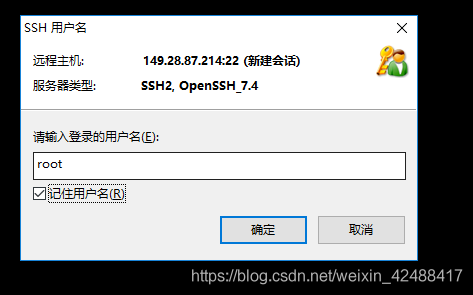 SSH 用户名
远程主机: 149.28.87.214:22 (新建会话)
服务器类型: SSH2, OpenSSH_7.4
请输入登录的用户名(E):
root
记住用户名(R)
确定 取消
https://blog.csdn.net/weixin_42488417